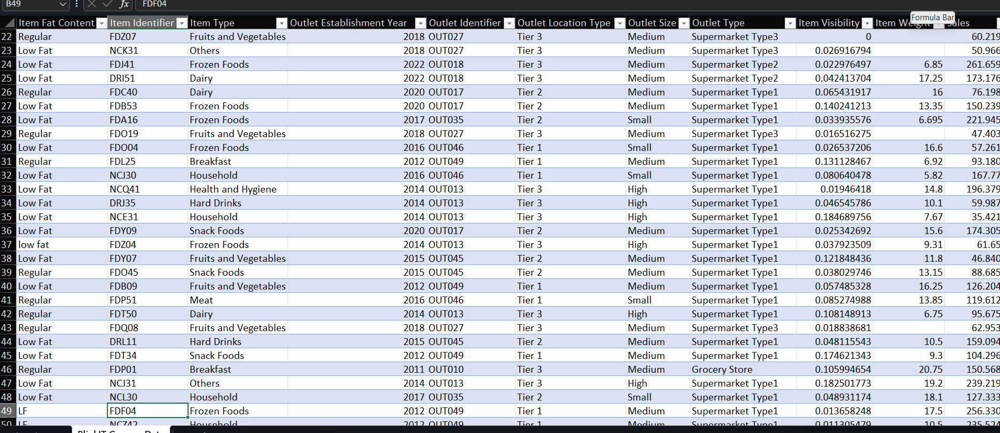 B49 fx FDF04
Formula Bar
Item Fat Content Item Identifier Item Type Outlet Establishment Year Outlet Identifier Outlet Location Type Outlet Size Outlet Type Item Visibility Item Weight Sales
22 Regular FDZ07 Fruits and Vegetables 2018 OUT027 Tier 3 Medium Supermarket Type3 0 60.219
23 Low Fat NCK31 Others 2018 OUT027 Tier 3 Medium Supermarket Type3 0.026916794 50.966
24 Low Fat FDJ41 Frozen Foods 2022 OUT018 Tier 3 Medium Supermarket Type2 0.022976497 6.85 261.659
25 Low Fat DRI51 Dairy 2022 OUT018 Tier 3 Medium Supermarket Type2 0.042413704 17.25 173.176
26 Regular FDC40 Dairy 2020 OUT017 Tier 2 Medium Supermarket Type1 0.065431917 16 76.198
27 Low Fat FDB53 Frozen Foods 2020 OUT017 Tier 2 Medium Supermarket Type1 0.140241213 13.35 150.239
28 Low Fat FDA16 Frozen Foods 2017 OUT035 Tier 2 Small Supermarket Type1 0.033935576 6.695 221.945
29 Regular FDO19 Fruits and Vegetables 2018 OUT027 Tier 3 Medium Supermarket Type3 0.016516275 47.403
30 Low Fat FDO04 Frozen Foods 2016 OUT046 Tier 1 Small Supermarket Type1 0.026537206 16.6 57.261
31 Regular FDL25 Breakfast 2012 OUT049 Tier 1 Medium Supermarket Type1 0.131128467 6.92 93.180
32 Low Fat NCJ30 Household 2016 OUT046 Tier 1 Small Supermarket Type1 0.080640478 5.82 167.77
33 Low Fat NCQ41 Health and Hygiene 2014 OUT013 Tier 3 High Supermarket Type1 0.01946418 14.8 196.379
34 Low Fat DRJ35 Hard Drinks 2014 OUT013 Tier 3 High Supermarket Type1 0.046545786 10.1 59.987
35 Low Fat NCE31 Household 2014 OUT013 Tier 3 High Supermarket Type1 0.184689756 7.67 35.421
36 Low Fat FDY09 Snack Foods 2020 OUT017 Tier 2 Medium Supermarket Type1 0.025342692 15.6 174.305
37 low fat FDZ04 Frozen Foods 2014 OUT013 Tier 3 High Supermarket Type1 0.037923509 9.31 61.65
38 Low Fat FDY07 Fruits and Vegetables 2015 OUT045 Tier 2 Medium Supermarket Type1 0.121848436 11.8 46.840
39 Regular FDO45 Snack Foods 2015 OUT045 Tier 2 Medium Supermarket Type1 0.038029746 13.15 88.685
40 Low Fat FDB09 Fruits and Vegetables 2012 OUT049 Tier 1 Medium Supermarket Type1 0.057485328 16.25 126.204
41 Regular FDP51 Meat 2016 OUT046 Tier 1 Small Supermarket Type1 0.085274988 13.85 119.612
42 Regular FDT50 Dairy 2014 OUT013 Tier 3 High Supermarket Type1 0.108148913 6.75 95.675
43 Regular FDQ08 Fruits and Vegetables 2018 OUT027 Tier 3 Medium Supermarket Type3 0.018838681 62.953
44 Low Fat DRL11 Hard Drinks 2015 OUT045 Tier 2 Medium Supermarket Type1 0.048115543 10.5 159.094
45 Low Fat FDT34 Snack Foods 2012 OUT049 Tier 1 Medium Supermarket Type1 0.174621343 9.3 104.296
46 Regular FDP01 Breakfast 2011 OUT010 Tier 3 Medium Grocery Store 0.105994654 20.75 150.568
47 Low Fat NCJ31 Others 2014 OUT013 Tier 3 High Supermarket Type1 0.182501773 19.2 239.219
48 Low Fat NCL30 Household 2017 OUT035 Tier 2 Small Supermarket Type1 0.048931174 18.1 127.333
49 LF FDF04 Frozen Foods 2012 OUT049 Tier 1 Medium Supermarket Type1 0.013658248 17.5 256.330
50 LF NCZ42 Household 2012 OUT049 Tier 1 Medium Supermarket Type1 0.011305479 10.5 235.524